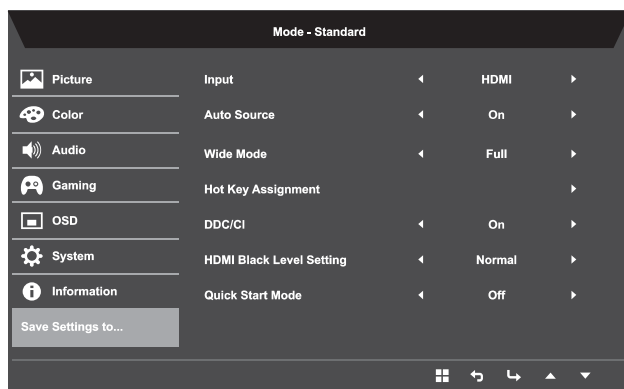 Mode - Standard
Picture
Input HDMI
Color
Auto Source On
Audio
Wide Mode Full
Gaming
Hot Key Assignment
OSD
DDC/CI On
System
HDMI Black Level Setting Normal
Information
Quick Start Mode Off
Save Settings to...